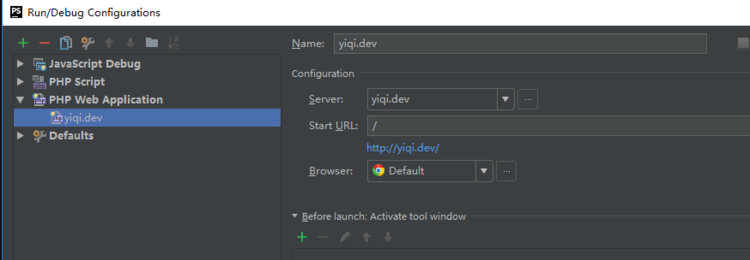 PS Run/Debug Configurations
Name: yiqi.dev
JavaScript Debug
PHP Script
PHP Web Application
yiqi.dev
Defaults
Configuration
Server: yiqi.dev
Start URL: /
http://yiqi.dev/
Browser: Default
Before launch: Activate tool window